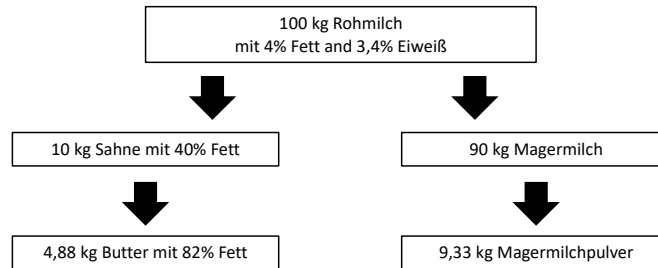 100 kg Rohmilch
mit 4% Fett and 3,4% Eiweiß
10 kg Sahne mit 40% Fett
90 kg Magermilch
4,88 kg Butter mit 82% Fett
9,33 kg Magermilchpulver